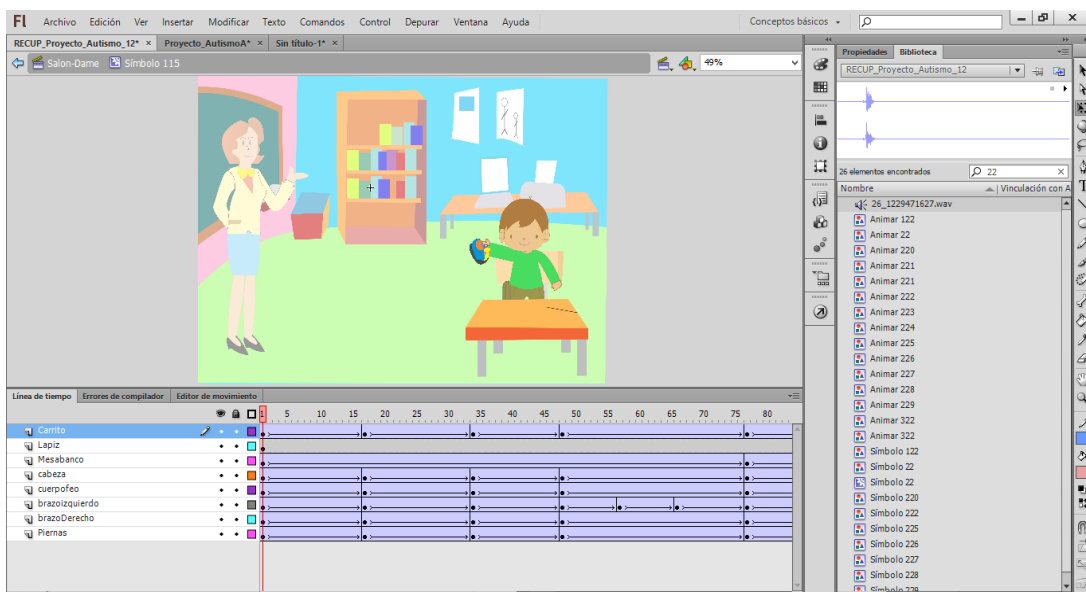 Fl Archivo Edición Ver Insertar Modificar Texto Comandos Control Depurar Ventana Ayuda Conceptos básicos
RECUP_Proyecto_Autismo_12* × Proyecto_AutismoA* × Sin título-1* ×
Salon-Dame Símbolo 115 49%
Propiedades Biblioteca
RECUP_Proyecto_Autismo_12
26 elementos encontrados 22
Nombre Vinculación con A
26_1229471627.wav
Animar 122
Animar 22
Animar 220
Animar 221
Animar 221
Animar 222
Animar 223
Animar 224
Animar 225
Animar 226
Animar 227
Animar 228
Animar 229
Animar 322
Animar 322
Símbolo 122
Símbolo 22
Símbolo 22
Símbolo 220
Símbolo 222
Símbolo 225
Símbolo 226
Símbolo 227
Símbolo 228
Símbolo 229
Línea de tiempo Errores de compilador Editor de movimiento
1 5 10 15 20 25 30 35 40 45 50 55 60 65 70 75 80
Carrito
Lapiz
Mesabanco
cabeza
cuerpofeo
brazoizquierdo
brazoDerecho
Piernas